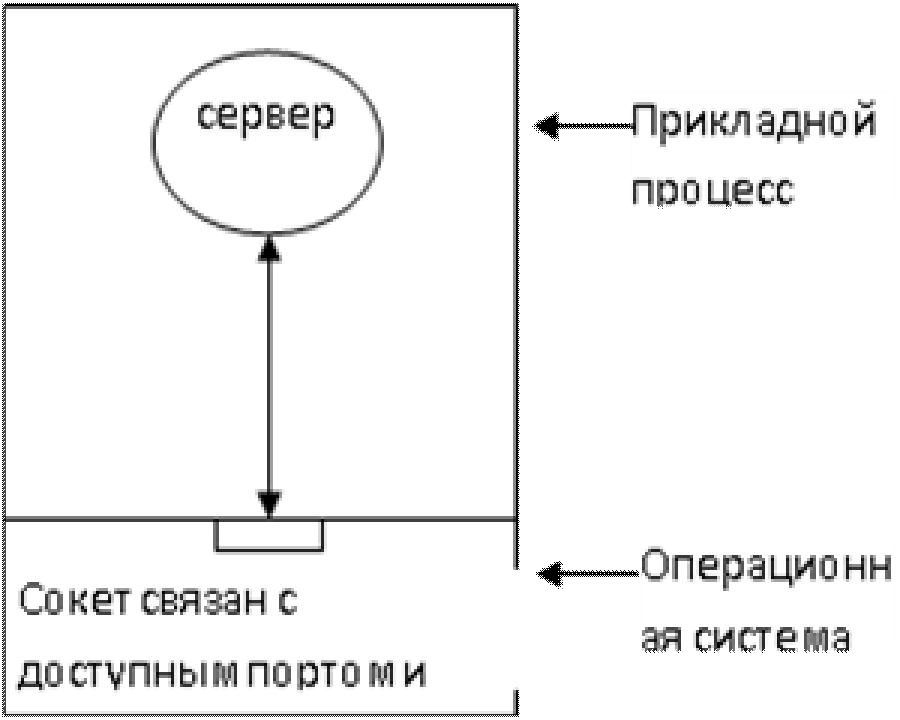 сервер
Прикладной
процесс
Операционн
ая система
Сокет связан с
доступным портом и